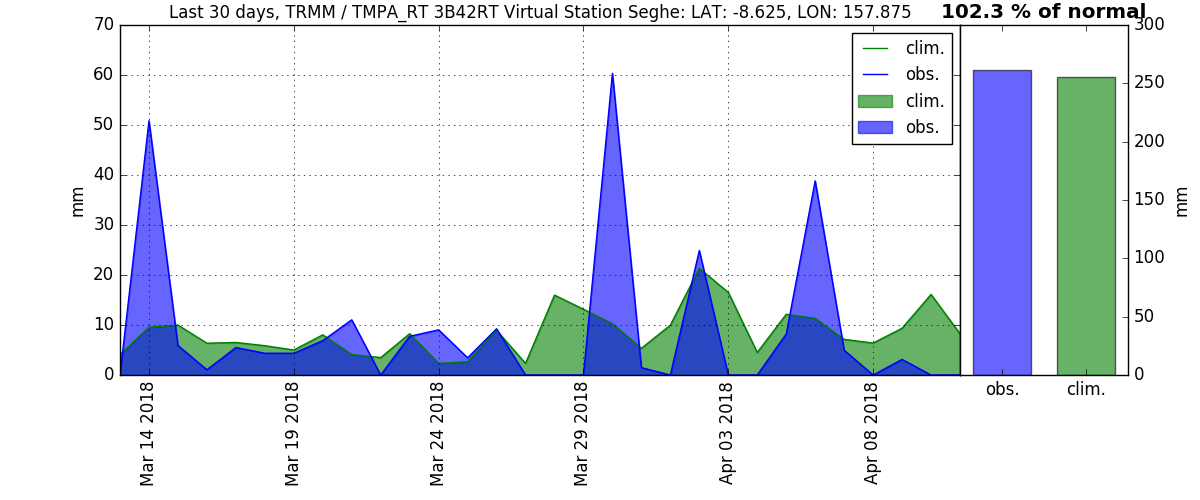 Last 30 days, TRMM / TMPA_RT 3B42RT Virtual Station Seghe: LAT: -8.625, LON: 157.875
102.3 % of normal
70
60
50
40
30
20
10
0
mm
clim.
obs.
clim.
obs.
Mar 14 2018
Mar 19 2018
Mar 24 2018
Mar 29 2018
Apr 03 2018
Apr 08 2018
300
250
200
150
100
50
0
mm
obs.
clim.